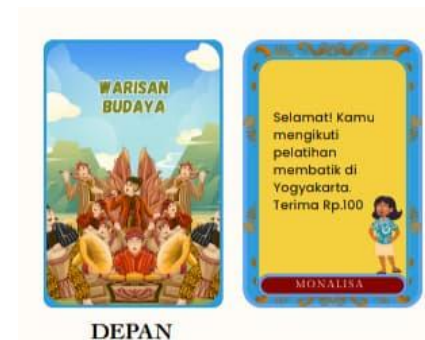 WARISAN
BUDAYA
Selamat! Kamu
mengikuti
pelatihan
membatik di
Yogyakarta.
Terima Rp.100
MONALISA
DEPAN